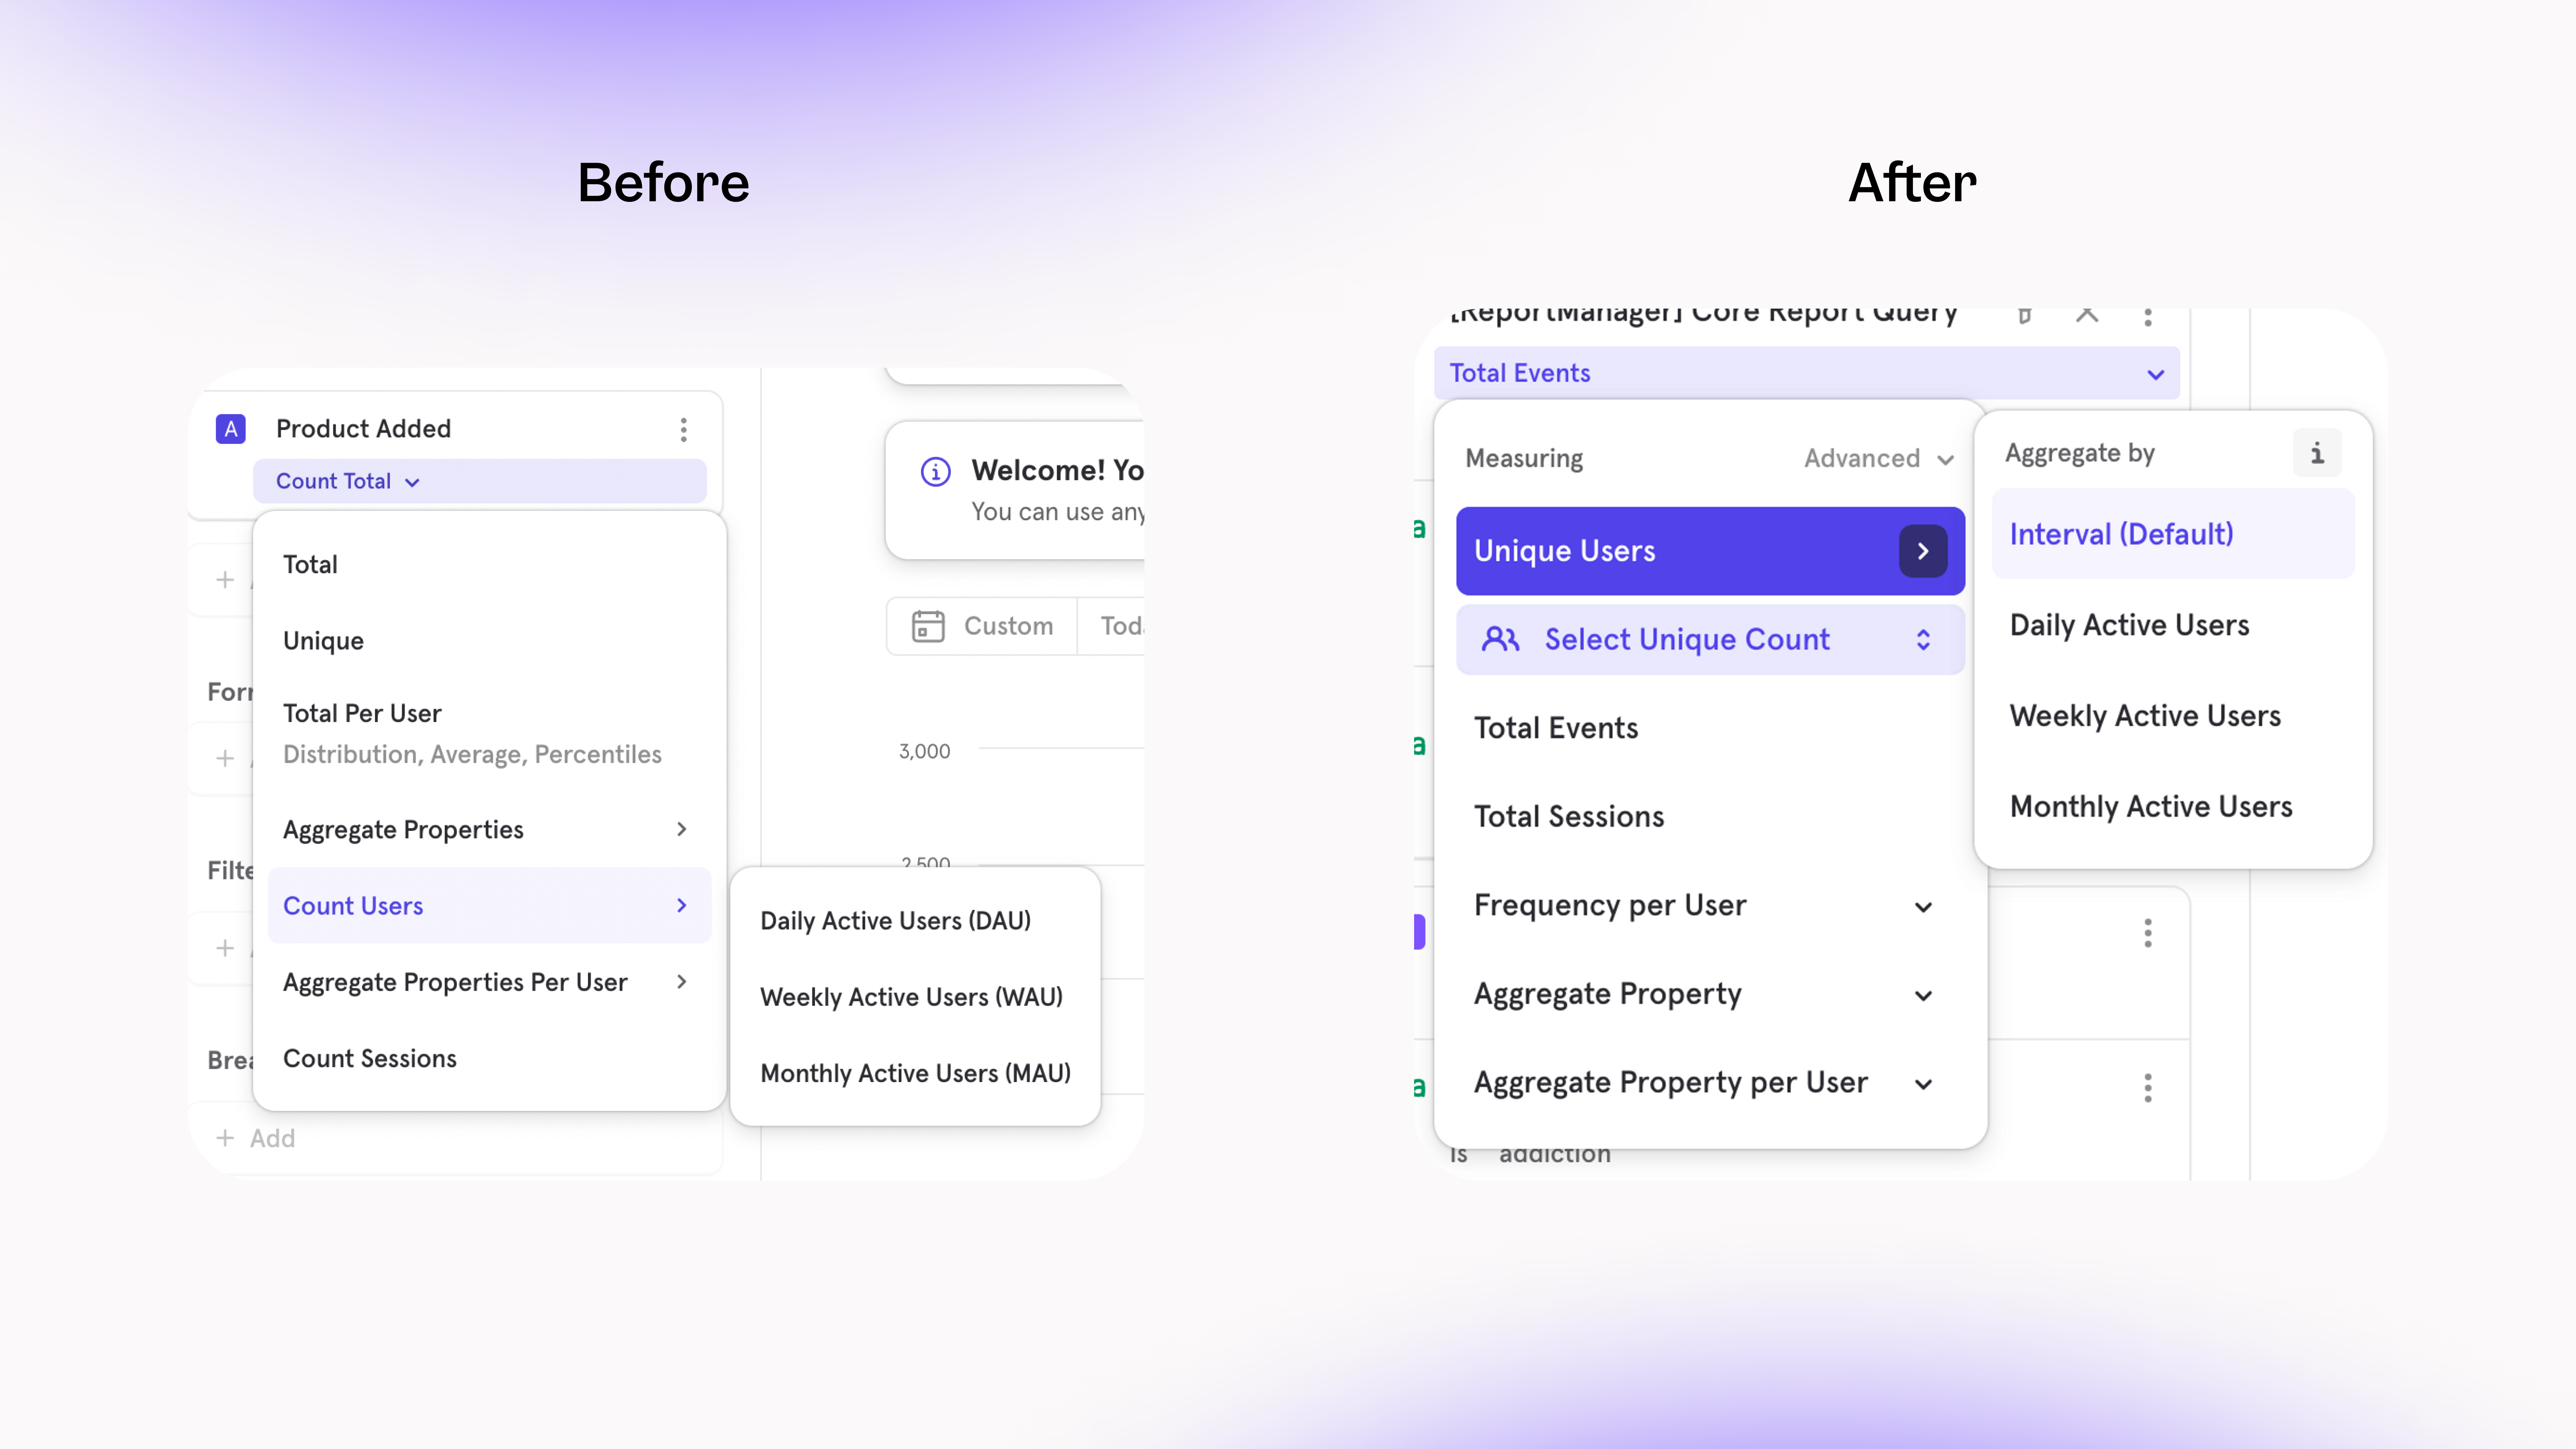 Before
A Product Added
Count Total
Total
Unique
Total Per User
Distribution, Average, Percentiles
Aggregate Properties
Count Users
Aggregate Properties Per User
Count Sessions
Daily Active Users (DAU)
Weekly Active Users (WAU)
Monthly Active Users (MAU)
+ Add
Welcome! Yo
You can use any
Custom
3,000
2,500
After
[ReportManager] Core Report Query
Total Events
Measuring
Advanced
Unique Users
Select Unique Count
Total Events
Total Sessions
Frequency per User
Aggregate Property
Aggregate Property per User
Aggregate by
Interval (Default)
Daily Active Users
Weekly Active Users
Monthly Active Users
is addiction